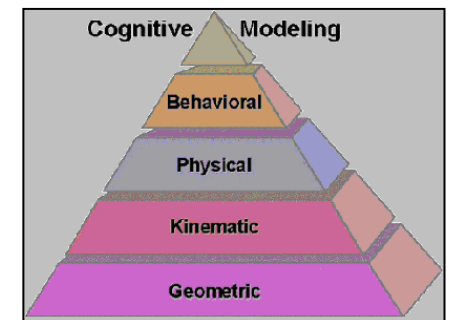 Cognitive Modeling
Behavioral
Physical
Kinematic
Geometric